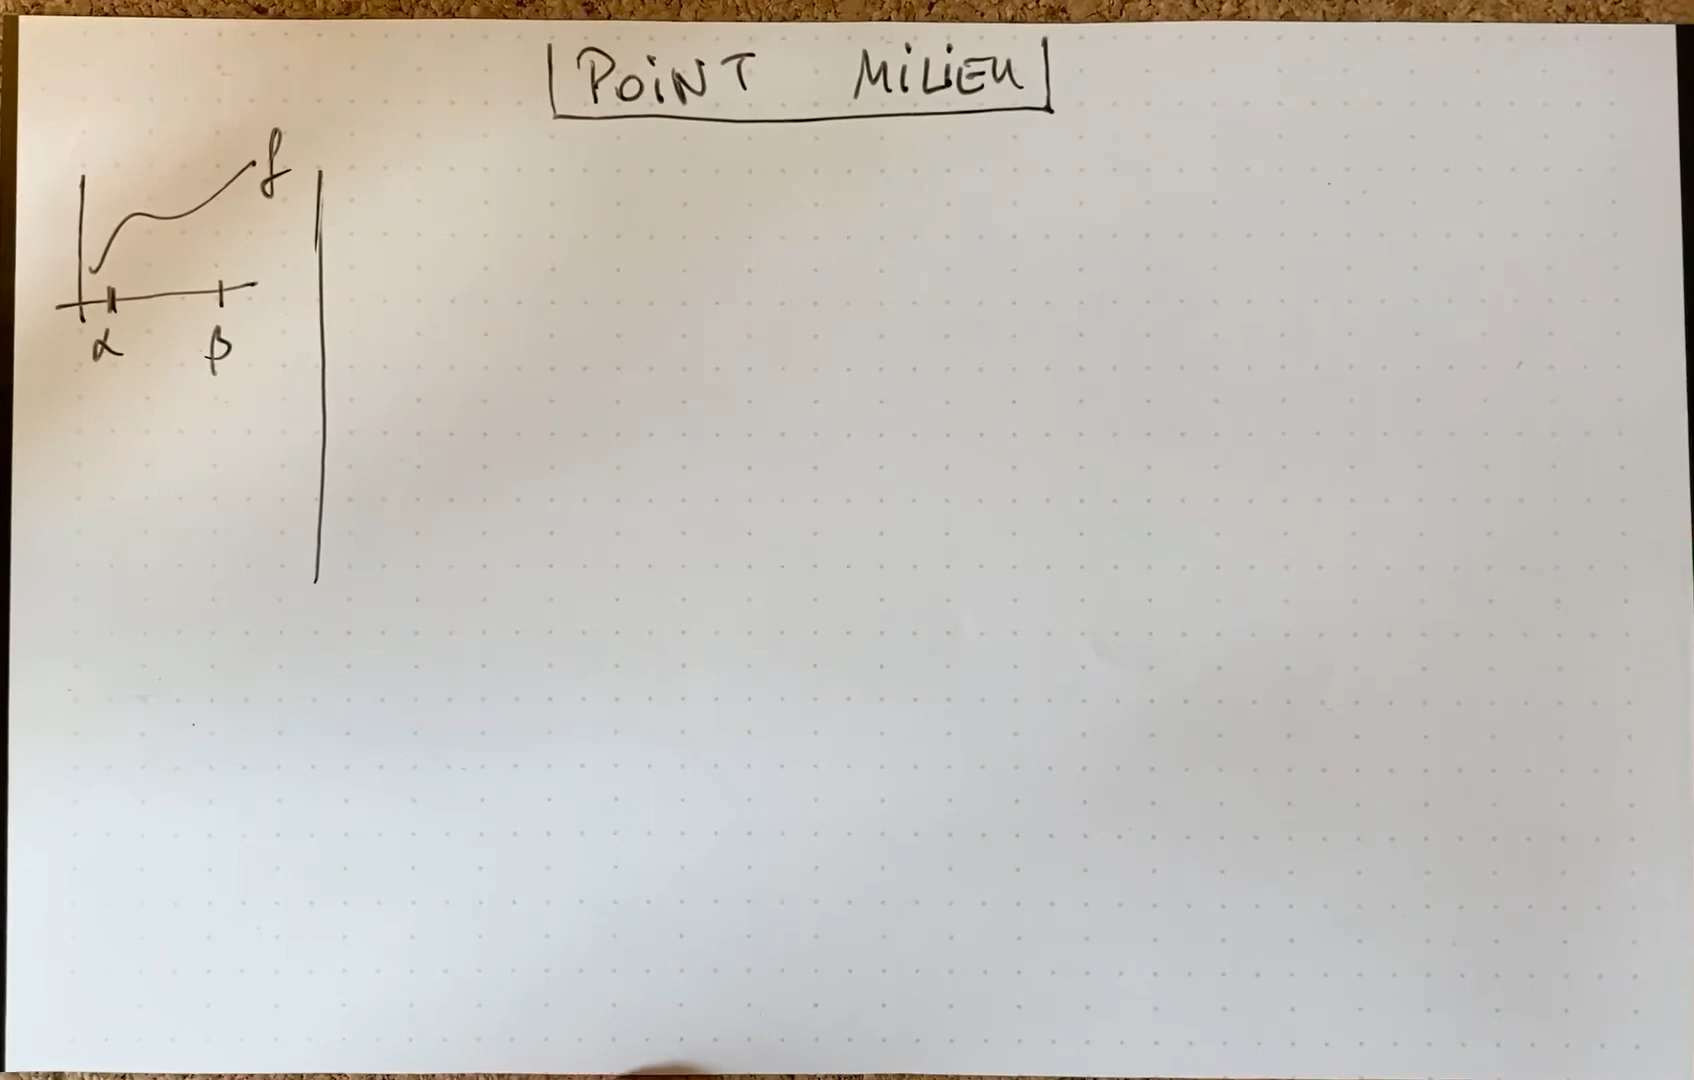 POINT MILIEU
f
α β